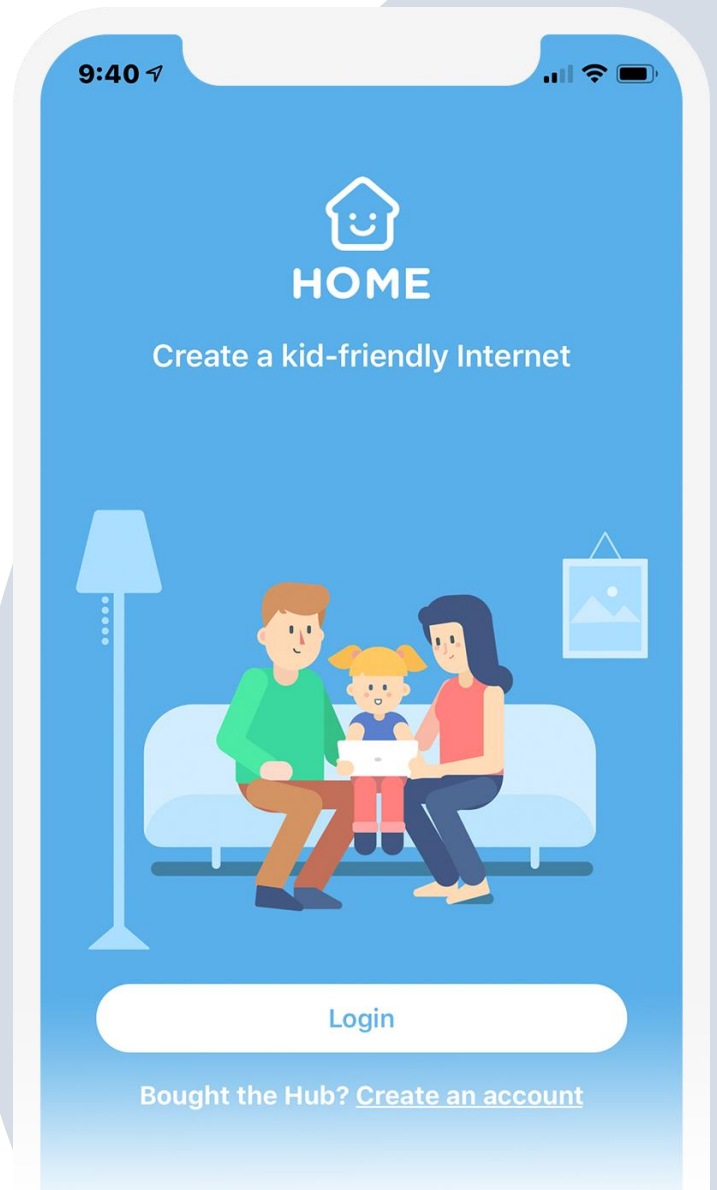 9:40
HOME
Create a kid-friendly Internet
Login
Bought the Hub? Create an account